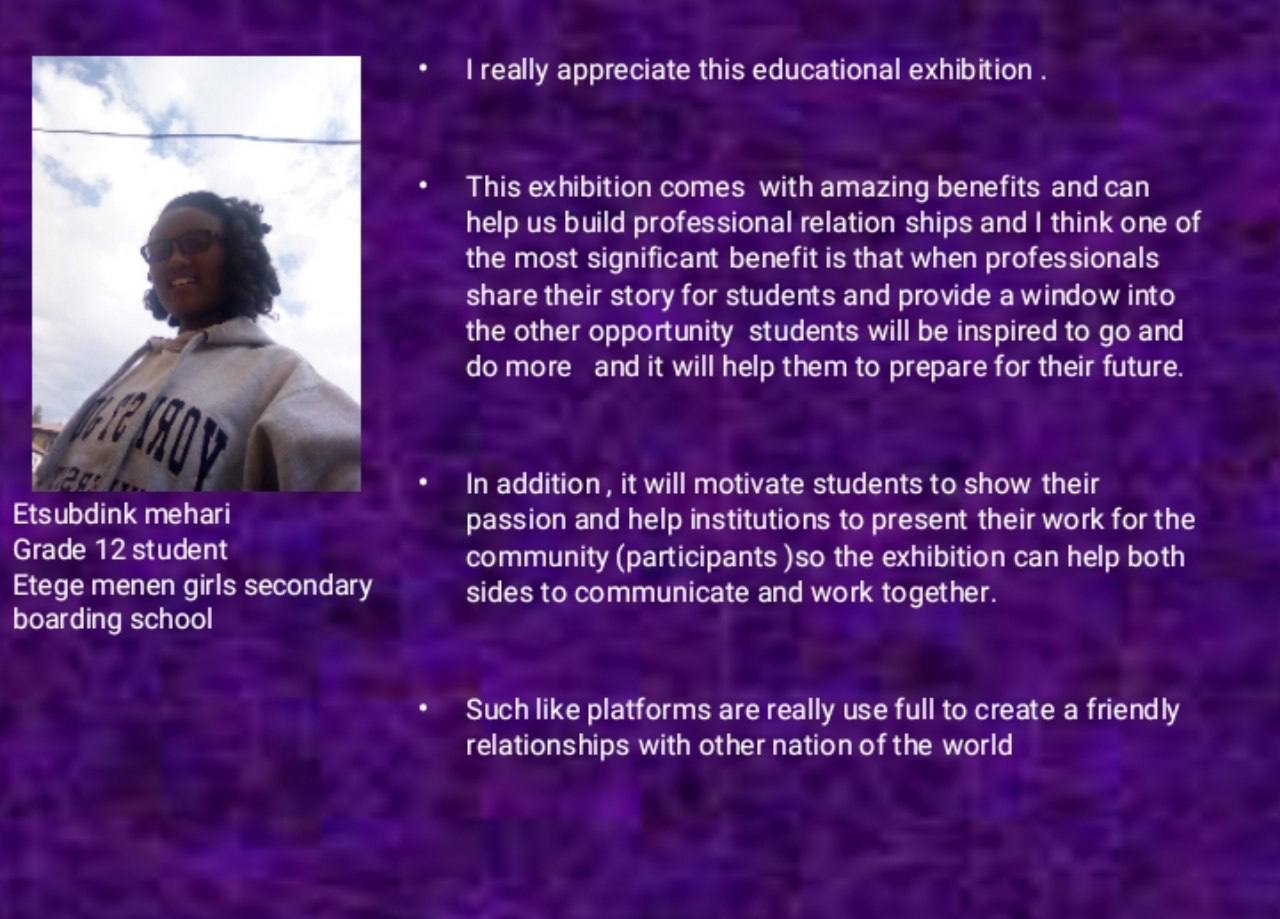 Etsubdink mehari
Grade 12 student
Etege menen girls secondary
boarding school
• I really appreciate this educational exhibition .
• This exhibition comes  with amazing benefits  and can
help us build professional relation ships and I think one of
the most significant benefit is that when professionals
share their story for students and provide a window into
the other opportunity  students will be inspired to go and
do more   and it will help them to prepare for their future.
• In addition , it will motivate students to show  their
passion and help institutions to present  their work for the
community (participants )so  the exhibition can help both
sides to communicate and work together.
• Such like platforms are really use full to create a friendly
relationships with other nation of the world